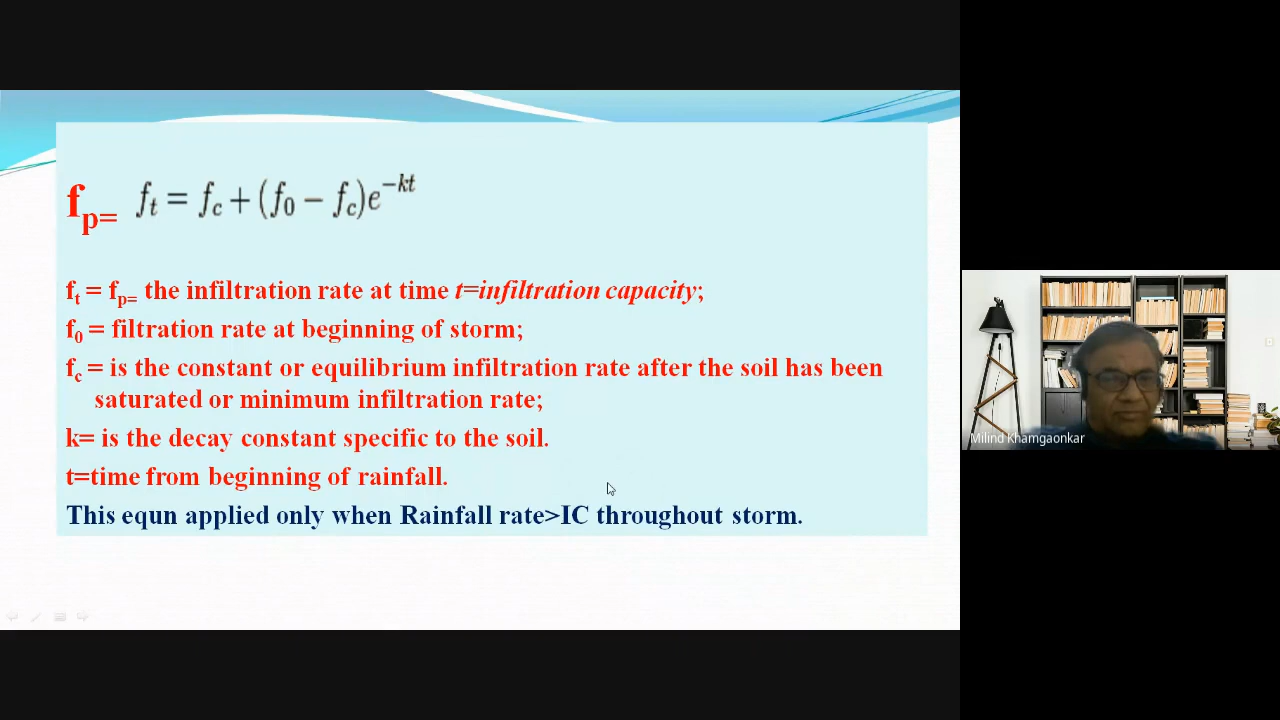 fp= ft = fc + (f0 − fc)e^−kt
ft = fp= the infiltration rate at time t=infiltration capacity;
f0 = filtration rate at beginning of storm;
fc = is the constant or equilibrium infiltration rate after the soil has been
saturated or minimum infiltration rate;
k= is the decay constant specific to the soil.
t=time from beginning of rainfall.
This equn applied only when Rainfall rate>IC throughout storm.
Milind Khamgaonkar